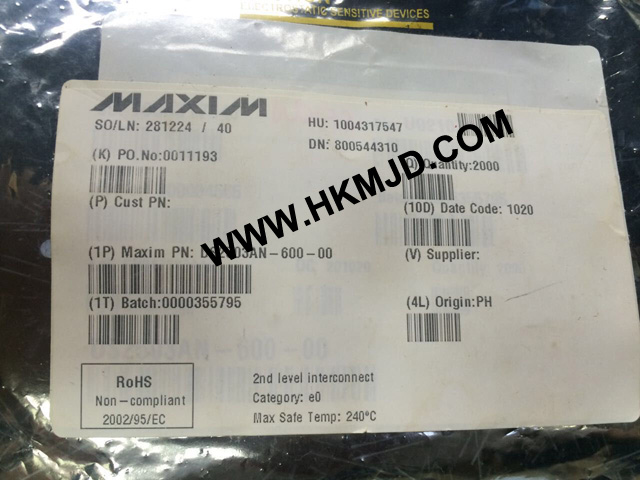 ELECTROSTATIC SENSITIVE DEVICES
MAXIM
SO/LN: 281224 / 40
HU: 1004317547
DN: 800544310
(K) PO.No:0011193
(Q) Quantity:2000
(P) Cust PN:
(10D) Date Code: 1020
(1P) Maxim PN:
(V) Supplier:
(1T) Batch:0000355795
(4L) Origin:PH
RoHS
Non-compliant
2002/95/EC
2nd level interconnect
Category: e0
Max Safe Temp: 240°C
WWW.HKMJD.COM